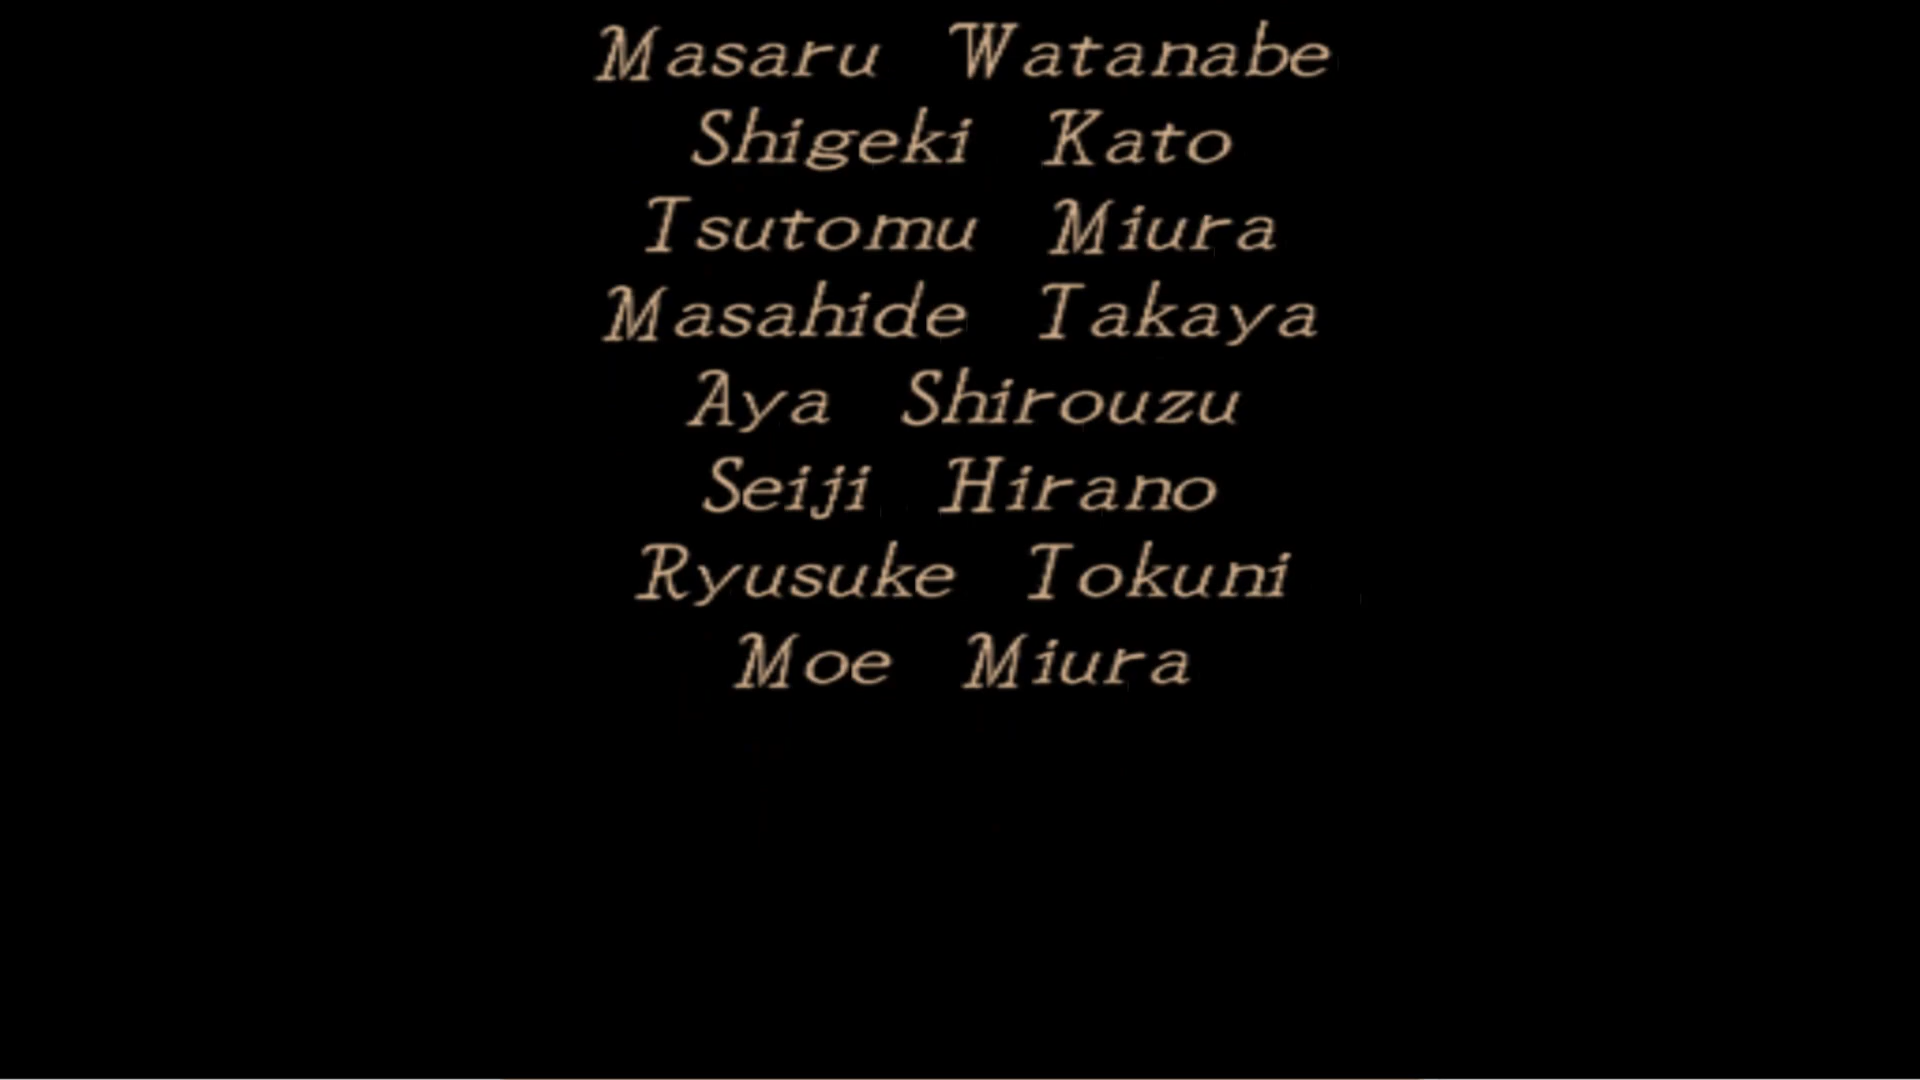 Masaru Watanabe
Shigeki Kato
Tsutomu Miura
Masahide Takaya
Aya Shirouzu
Seiji Hirano
Ryusuke Tokuni
Moe Miura